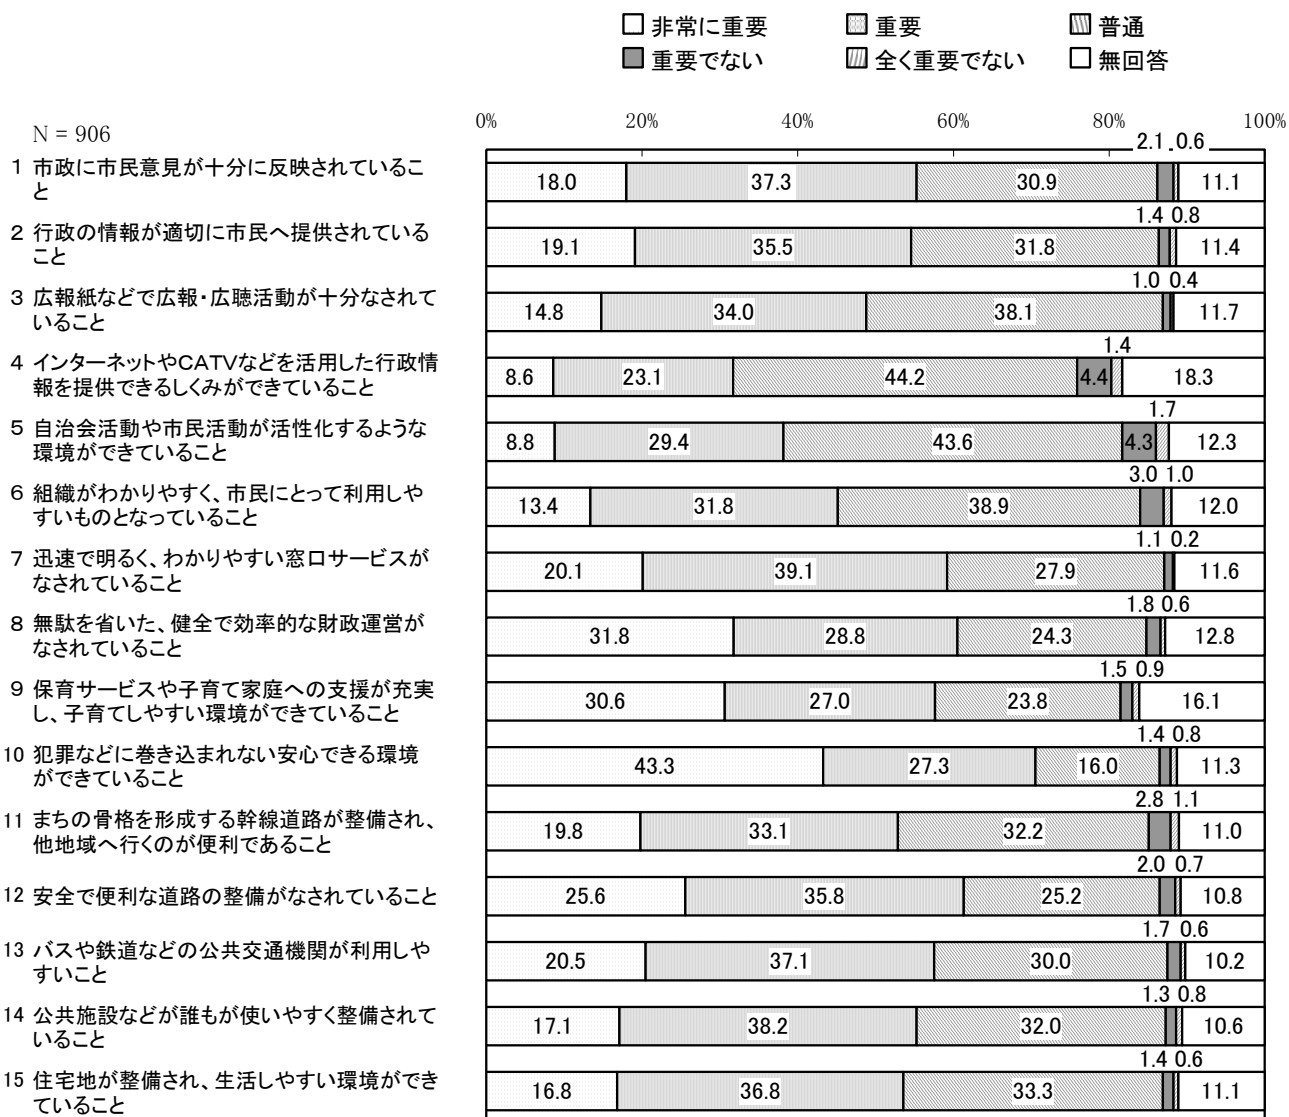 非常に重要 重要 普通
重要でない 全く重要でない 無回答
N = 906
0% 20% 40% 60% 80% 100%
2.1 0.6
1 市政に市民意見が十分に反映されているこ
と
18.0 37.3 30.9 11.1
1.4 0.8
2 行政の情報が適切に市民へ提供されている
こと
19.1 35.5 31.8 11.4
1.0 0.4
3 広報紙などで広報・広聴活動が十分なされて
いること
14.8 34.0 38.1 11.7
1.4
4 インターネットやCATVなどを活用した行政情
報を提供できるしくみができていること
8.6 23.1 44.2 4.4 18.3
1.7
5 自治会活動や市民活動が活性化するような
環境ができていること
8.8 29.4 43.6 4.3 12.3
3.0 1.0
6 組織がわかりやすく、市民にとって利用しや
すいものとなっていること
13.4 31.8 38.9 12.0
1.1 0.2
7 迅速で明るく、わかりやすい窓口サービスが
なされていること
20.1 39.1 27.9 11.6
1.8 0.6
8 無駄を省いた、健全で効率的な財政運営が
なされていること
31.8 28.8 24.3 12.8
1.5 0.9
9 保育サービスや子育て家庭への支援が充実
し、子育てしやすい環境ができていること
30.6 27.0 23.8 16.1
1.4 0.8
10 犯罪などに巻き込まれない安心できる環境
ができていること
43.3 27.3 16.0 11.3
2.8 1.1
11 まちの骨格を形成する幹線道路が整備され、
他地域へ行くのが便利であること
19.8 33.1 32.2 11.0
2.0 0.7
12 安全で便利な道路の整備がなされていること
25.6 35.8 25.2 10.8
1.7 0.6
13 バスや鉄道などの公共交通機関が利用しや
すいこと
20.5 37.1 30.0 10.2
1.3 0.8
14 公共施設などが誰もが使いやすく整備されて
いること
17.1 38.2 32.0 10.6
1.4 0.6
15 住宅地が整備され、生活しやすい環境ができ
ていること
16.8 36.8 33.3 11.1